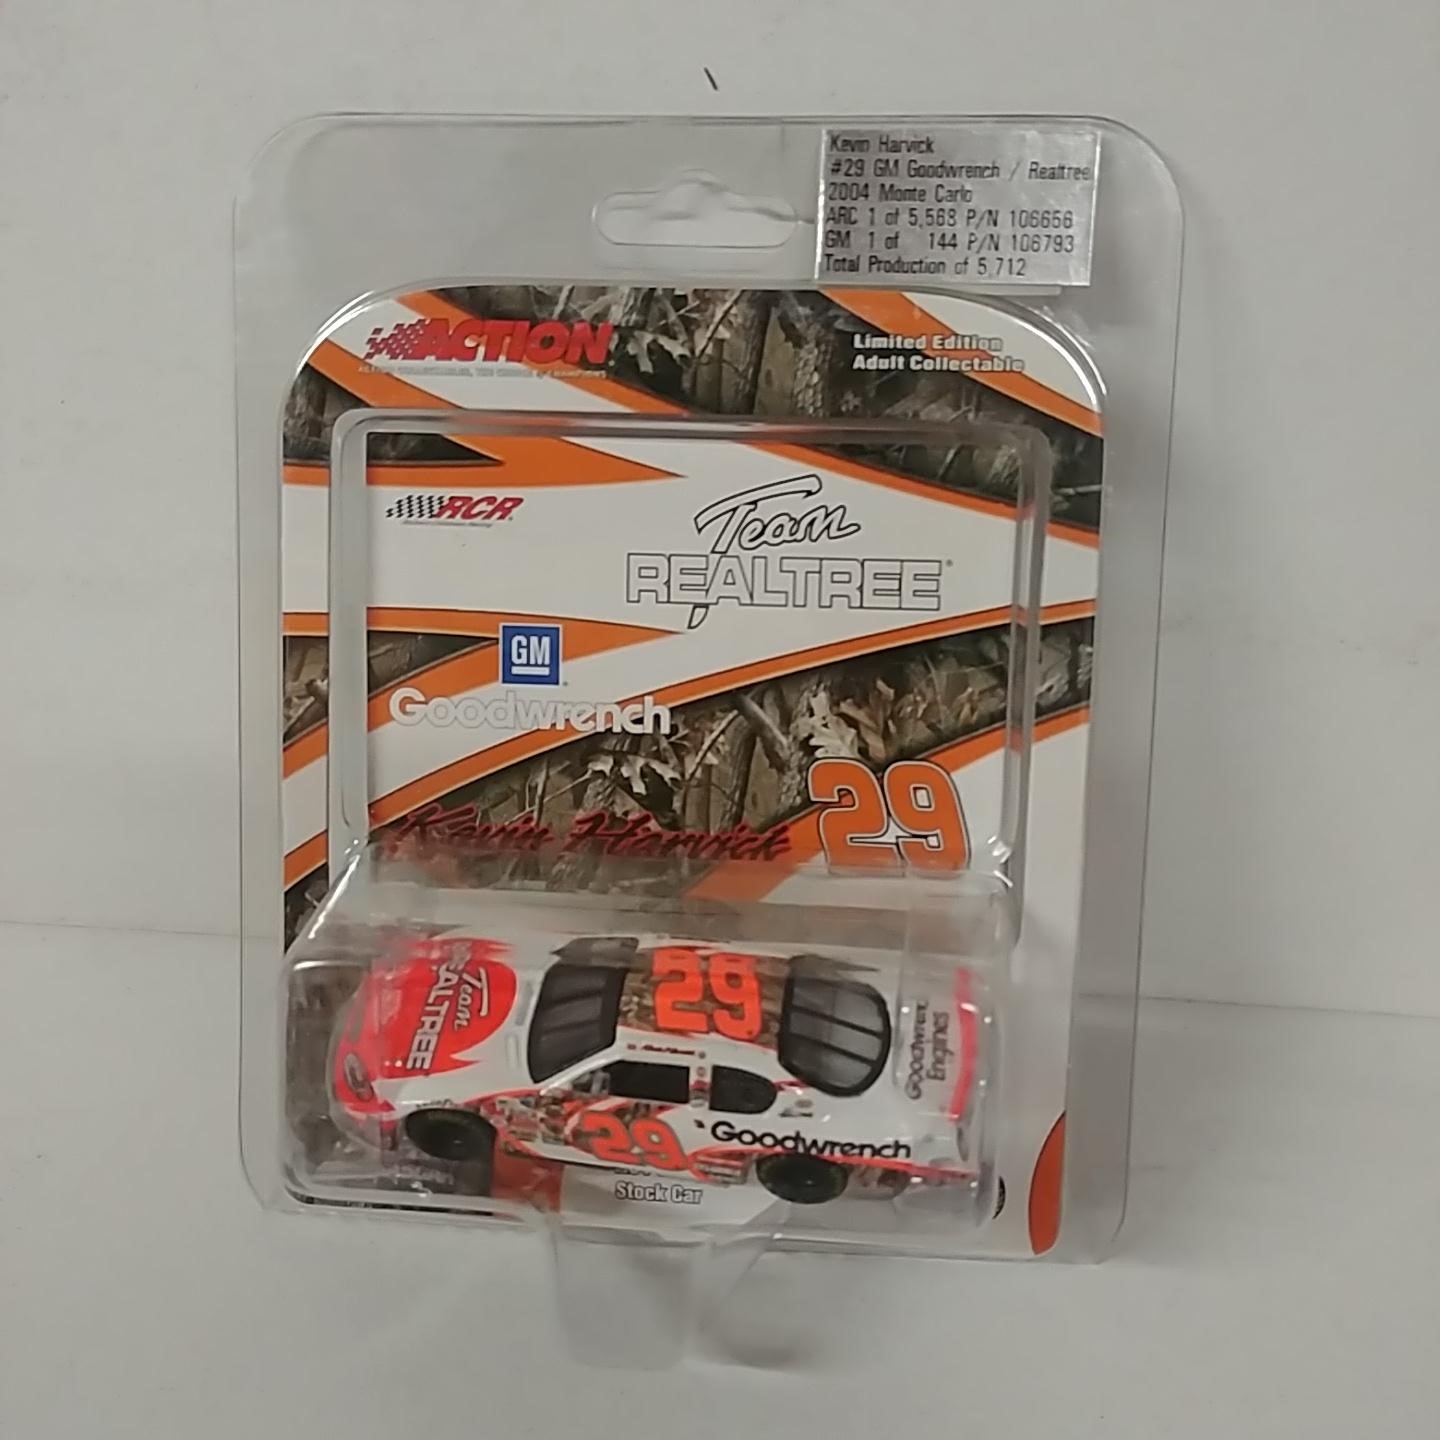 Kevin Harvick
#29 GM Goodwrench / Realtree
2004 Monte Carlo
ARC 1 of 5,568 P/N 106656
GM 1 of 144 P/N 106793
Total Production of 5,712
ACTION
Limited Edition
Adult Collectable
RCR
Team
REALTREE
GM
Goodwrench
Kevin Harvick
29
Team
REALTREE
29
29
Goodwrench
Goodwrench
Engines
Stock Car